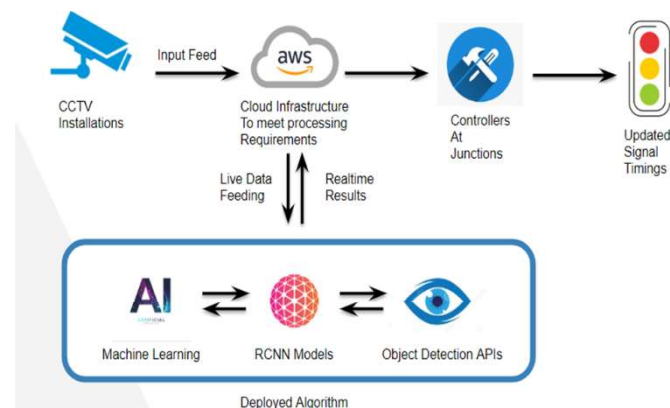 Input Feed
aws
CCTV
Installations
Cloud Infrastructure
To meet processing
Requirements
Controllers
At
Junctions
Updated
Signal
Timings
Live Data
Feeding
Realtime
Results
AI
Machine Learning
RCNN Models
Object Detection APIs
Deployed Algorithm